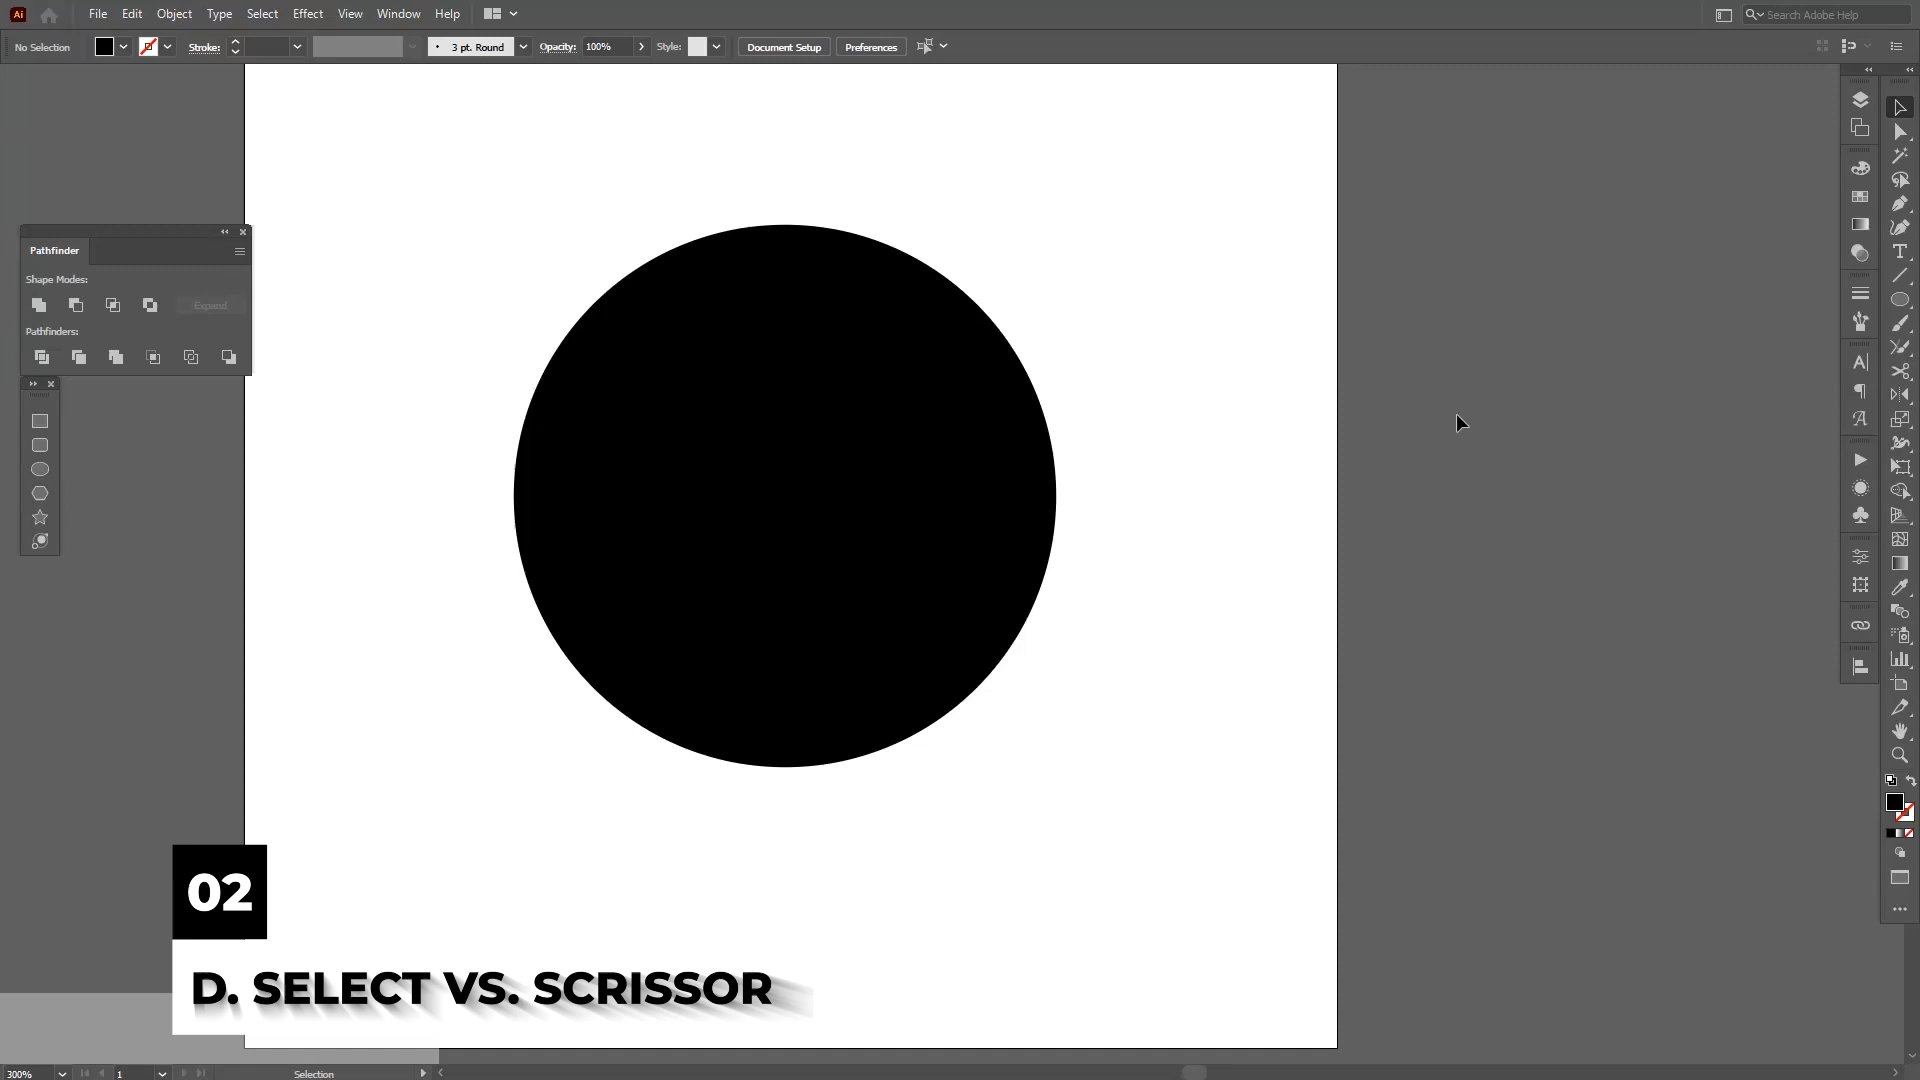 Ai File Edit Object Type Select Effect View Window Help Search Adobe Help
No Selection Stroke: 3 pt. Round Opacity: 100% Style: Document Setup Preferences
Pathfinder
Shape Modes:
Expand
Pathfinders:
02
D. SELECT VS. SCRISSOR
300% 1 Selection